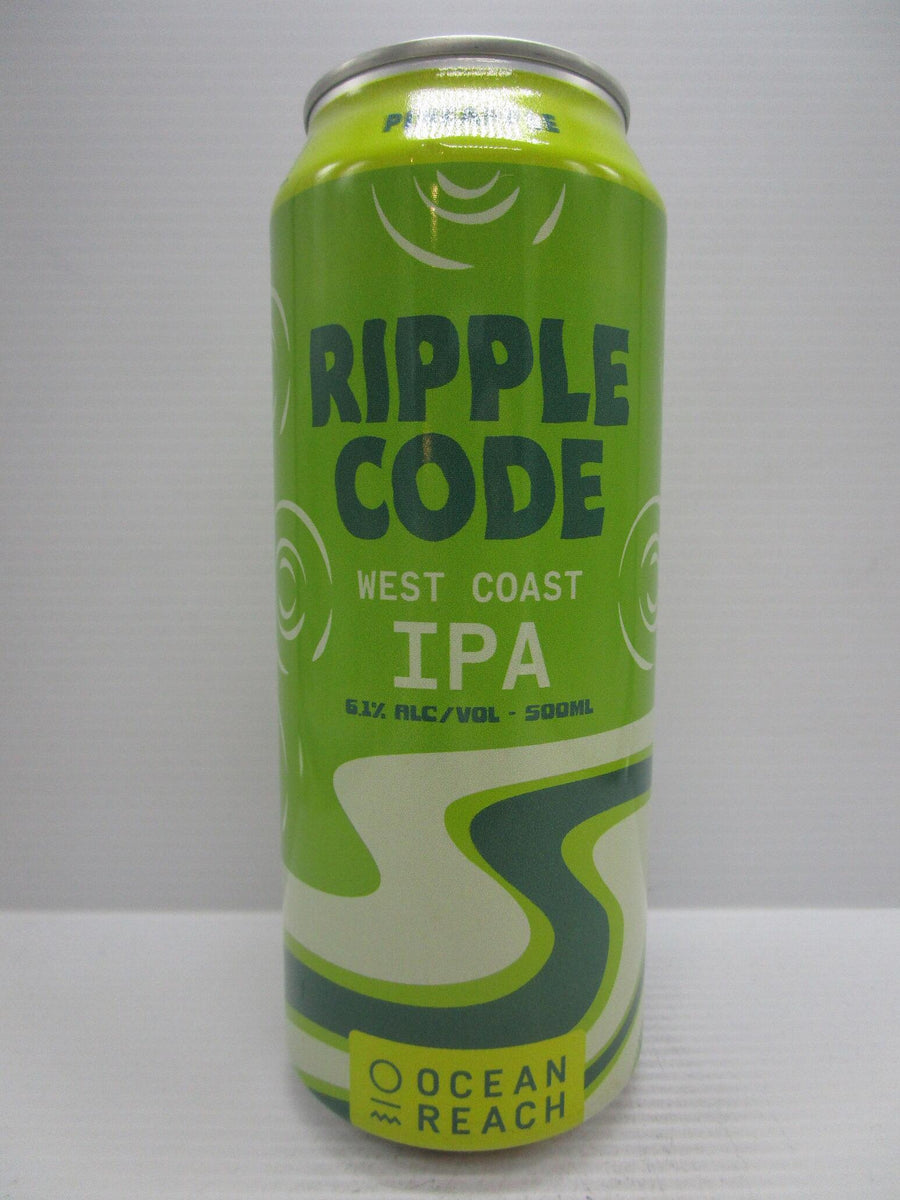 RIPPLE
CODE
WEST COAST
IPA
6.1% ALC/VOL - 500ML
OCEAN
REACH